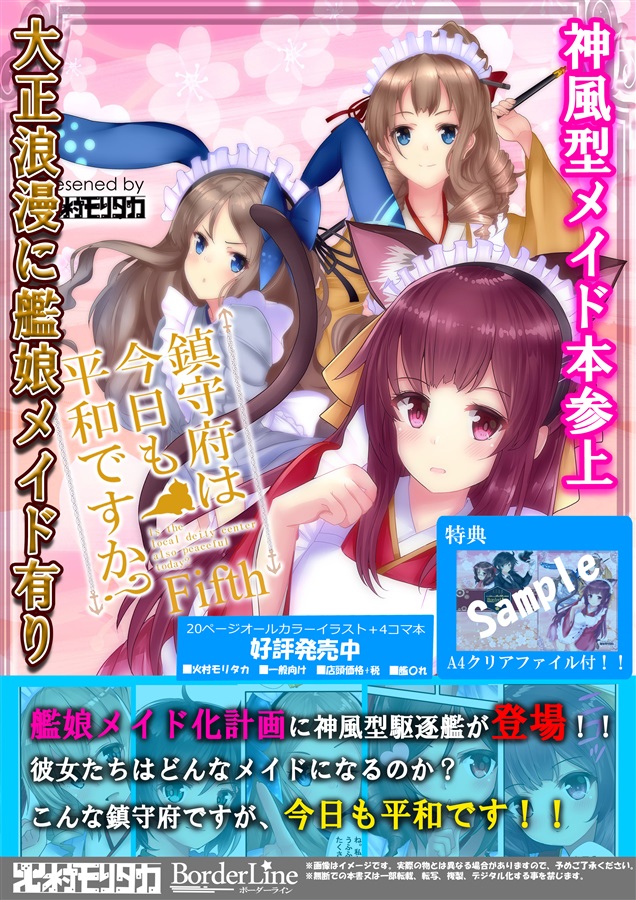 神風型メイド本参上
大正浪漫に艦娘メイド有り
esened by
火村モリタカ
鎮守府は
今日も
平和ですか?
Is the
local deity center
also peaceful
today?
Fifth
特典
Sample
A4クリアファイル付！！
20ページオールカラーイラスト＋4コマ本
好評発売中
■火村モリタカ ■一般向け ■店頭価格+税 ■艦〇れ
艦娘メイド化計画に神風型駆逐艦が登場！！
彼女たちはどんなメイドになるのか？
こんな鎮守府ですが、今日も平和です！！
火村モリタカ
BorderLine
ボーダーライン
※画像はイメージです。実際の物とは異なる場合がありますので、予めご了承ください。
※無断での本書又は一部転載、転写、複製、デジタル化する事を禁じます。